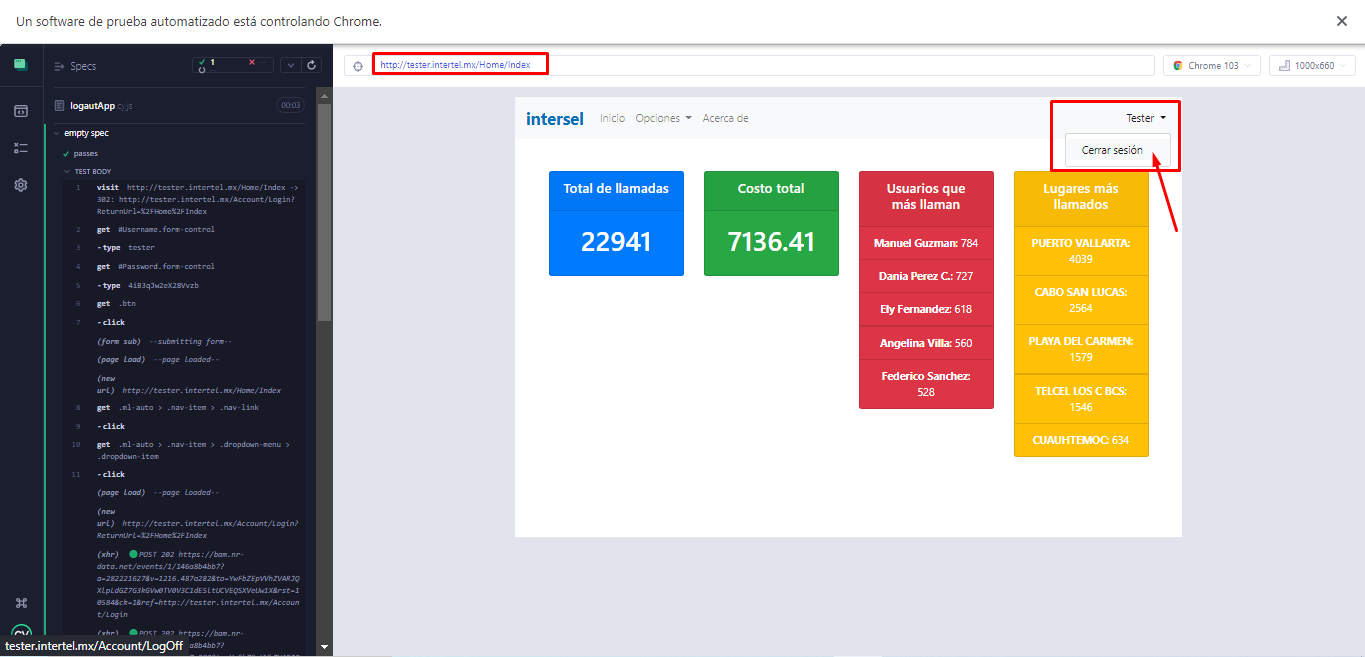 Un software de prueba automatizado está controlando Chrome.
Specs
1
logautApp cy.js
00:03
empty spec
passes
TEST BODY
1 visit http://tester.intertel.mx/Home/Index ->
302: http://tester.intertel.mx/Account/Login?
ReturnUrl=%2FHome%2FIndex
2 get #Username.form-control
3 -type tester
4 get #Password.form-control
5 -type 4iB3qJw2eX28Vvzb
6 get .btn
7 -click
(form sub) --submitting form--
(page load) --page loaded--
(new
url) http://tester.intertel.mx/Home/Index
8 get .ml-auto > .nav-item > .nav-link
9 -click
10 get .ml-auto > .nav-item > .dropdown-menu >
.dropdown-item
11 -click
(page load) --page loaded--
(new
url) http://tester.intertel.mx/Account/Login?
ReturnUrl=%2FHome%2FIndex
(xhr) POST 202 https://bam.nr-
data.net/events/1/146a8b4bb7?
0584&ck=1&ref=http://tester.intertel.mx/Accoun
t/Login
(xhr) POST 202 https://bam.nr-
tester.intertel.mx/Account/LogOff
http://tester.intertel.mx/Home/Index
Chrome 103
1000x660
intersel
Inicio
Opciones
Acerca de
Tester
Cerrar sesión
Total de llamadas
22941
Costo total
7136.41
Usuarios que
más llaman
Manuel Guzman: 784
Dania Perez C.: 727
Ely Fernandez: 618
Angelina Villa: 560
Federico Sanchez:
528
Lugares más
llamados
PUERTO VALLARTA:
4039
CABO SAN LUCAS:
2564
PLAYA DEL CARMEN:
1579
TELCEL LOS C BCS:
1546
CUAUHTEMOC: 634